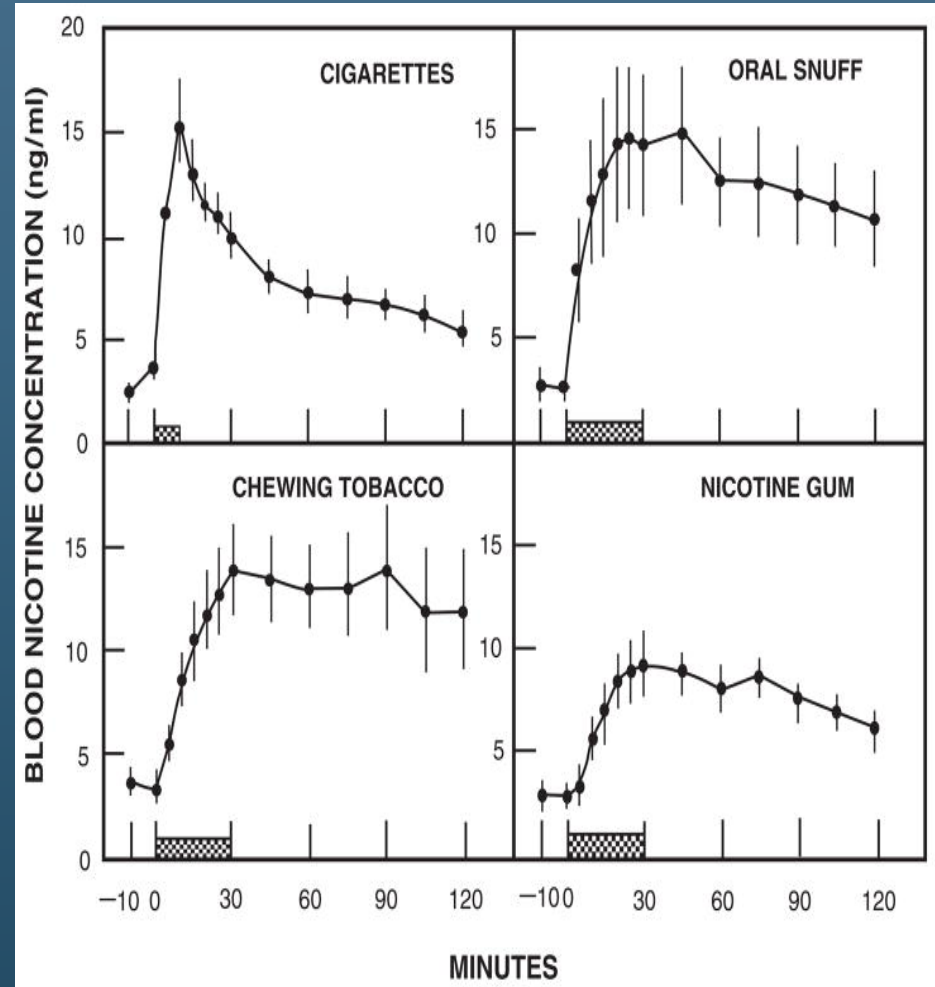 BLOOD NICOTINE CONCENTRATION (ng/ml)
20
15
10
5
0
CIGARETTES
15
10
5
ORAL SNUFF
15
10
5
0
CHEWING TOBACCO
15
10
5
NICOTINE GUM
−10 0 30 60 90 120
−100 30 60 90 120
MINUTES